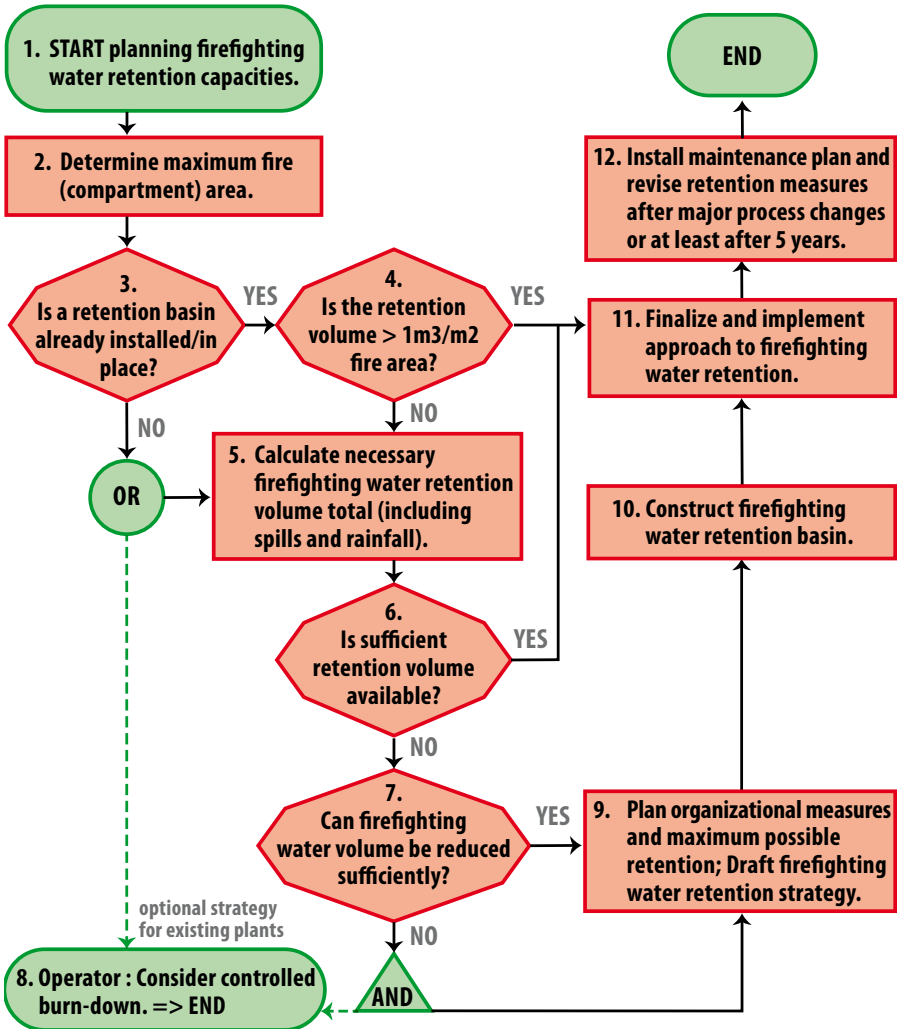 1. START planning firefighting
water retention capacities.
END
2. Determine maximum fire
(compartment) area.
12. Install maintenance plan and
revise retention measures
after major process changes
or at least after 5 years.
3.
Is a retention basin
already installed/in
place?
YES
4.
Is the retention
volume > 1m3/m2
fire area?
YES
11. Finalize and implement
approach to firefighting
water retention.
NO
NO
OR
5. Calculate necessary
firefighting water retention
volume total (including
spills and rainfall).
10. Construct firefighting
water retention basin.
6.
Is sufficient
retention volume
available?
YES
NO
7.
Can firefighting
water volume be reduced
sufficiently?
YES
9. Plan organizational measures
and maximum possible
retention; Draft firefighting
water retention strategy.
optional strategy
for existing plants
NO
8. Operator : Consider controlled
burn-down. => END
AND